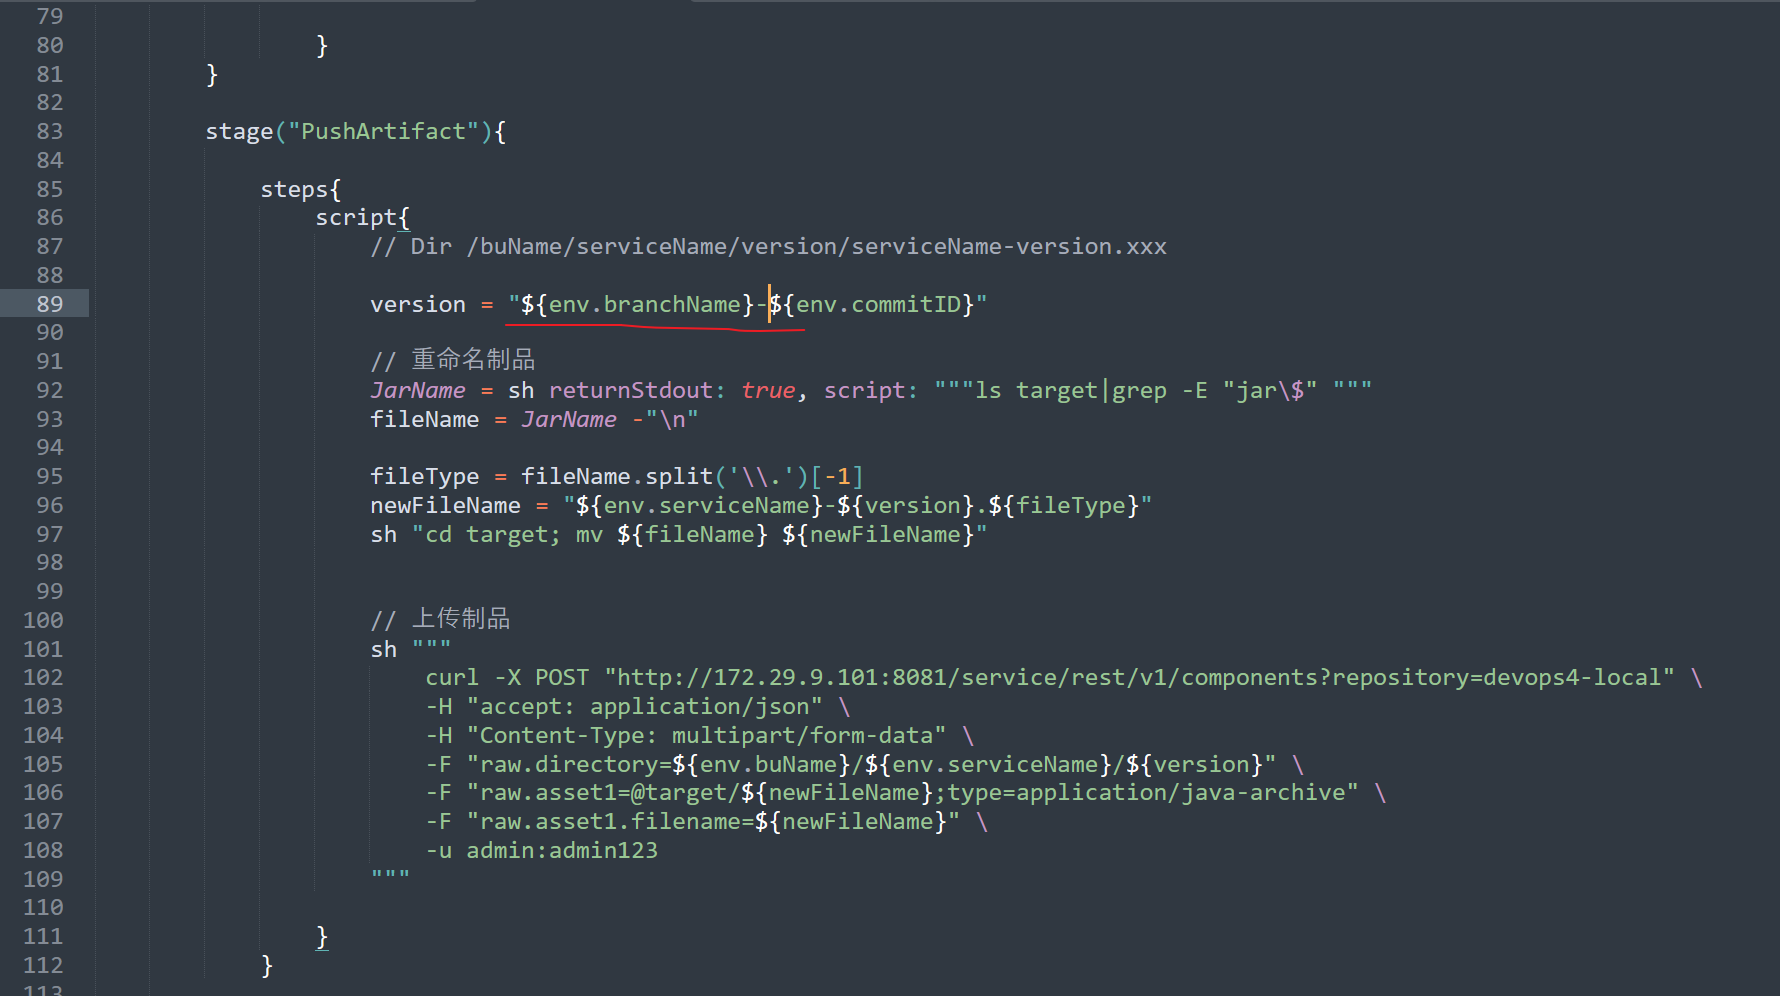 79
80 }
81 }
82
83 stage("PushArtifact"){
84
85 steps{
86 script{
87 // Dir /buName/serviceName/version/serviceName-version.xxx
88
89 version = "${env.branchName}-${env.commitID}"
90
91 // 重命名制品
92 JarName = sh returnStdout: true, script: """ls target|grep -E "jar\$" """
93 fileName = JarName -"\n"
94
95 fileType = fileName.split('\\.')[-1]
96 newFileName = "${env.serviceName}-${version}.${fileType}"
97 sh "cd target; mv ${fileName} ${newFileName}"
98
99
100 // 上传制品
101 sh """
102 curl -X POST "http://172.29.9.101:8081/service/rest/v1/components?repository=devops4-local" \
103 -H "accept: application/json" \
104 -H "Content-Type: multipart/form-data" \
105 -F "raw.directory=${env.buName}/${env.serviceName}/${version}" \
106 -F "raw.asset1=@target/${newFileName};type=application/java-archive" \
107 -F "raw.asset1.filename=${newFileName}" \
108 -u admin:admin123
109 """
110
111 }
112 }
113